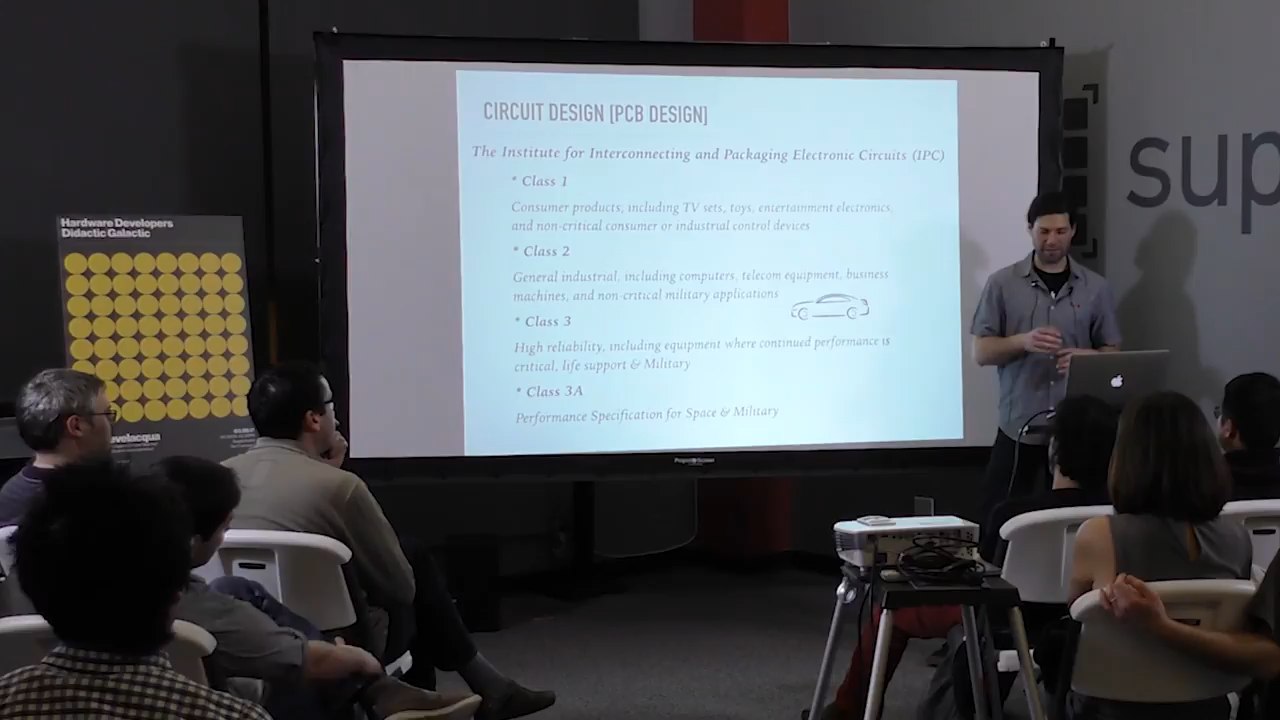 CIRCUIT DESIGN [PCB DESIGN]
The Institute for Interconnecting and Packaging Electronic Circuits (IPC)
* Class 1
Consumer products, including TV sets, toys, entertainment electronics,
and non-critical consumer or industrial control devices
* Class 2
General industrial, including computers, telecom equipment, business
machines, and non-critical military applications
* Class 3
High reliability, including equipment where continued performance is
critical, life support & Military
* Class 3A
Performance Specification for Space & Military
sup
Hardware Developers
Didactic Galactic
evelacqua